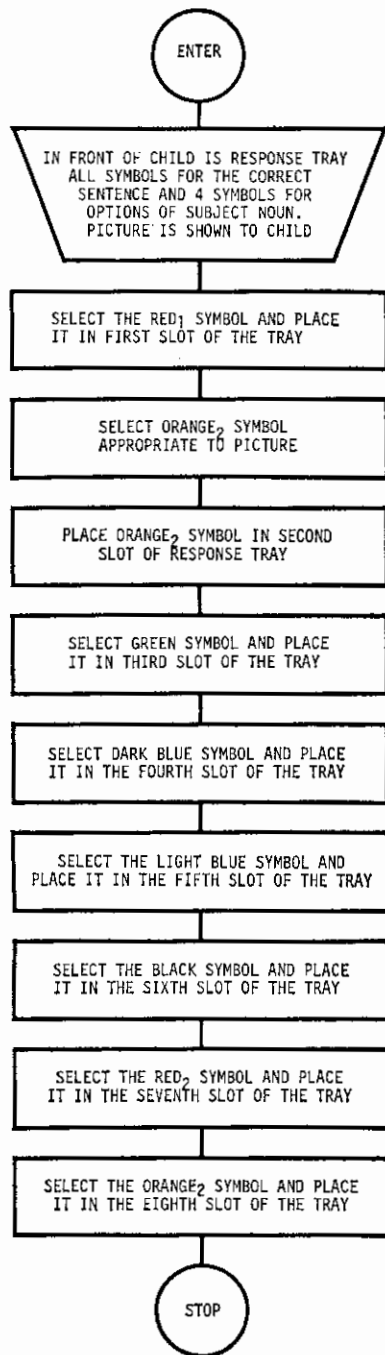 ENTER
IN FRONT OF CHILD IS RESPONSE TRAY
ALL SYMBOLS FOR THE CORRECT
SENTENCE AND 4 SYMBOLS FOR
OPTIONS OF SUBJECT NOUN.
PICTURE IS SHOWN TO CHILD
SELECT THE RED₁ SYMBOL AND PLACE
IT IN FIRST SLOT OF THE TRAY
SELECT ORANGE₂ SYMBOL
APPROPRIATE TO PICTURE
PLACE ORANGE₂ SYMBOL IN SECOND
SLOT OF RESPONSE TRAY
SELECT GREEN SYMBOL AND PLACE
IT IN THIRD SLOT OF THE TRAY
SELECT DARK BLUE SYMBOL AND PLACE
IT IN THE FOURTH SLOT OF THE TRAY
SELECT THE LIGHT BLUE SYMBOL AND
PLACE IT IN THE FIFTH SLOT OF THE TRAY
SELECT THE BLACK SYMBOL AND PLACE
IT IN THE SIXTH SLOT OF THE TRAY
SELECT THE RED₂ SYMBOL AND PLACE
IT IN THE SEVENTH SLOT OF THE TRAY
SELECT THE ORANGE₂ SYMBOL AND PLACE
IT IN THE EIGHTH SLOT OF THE TRAY
STOP